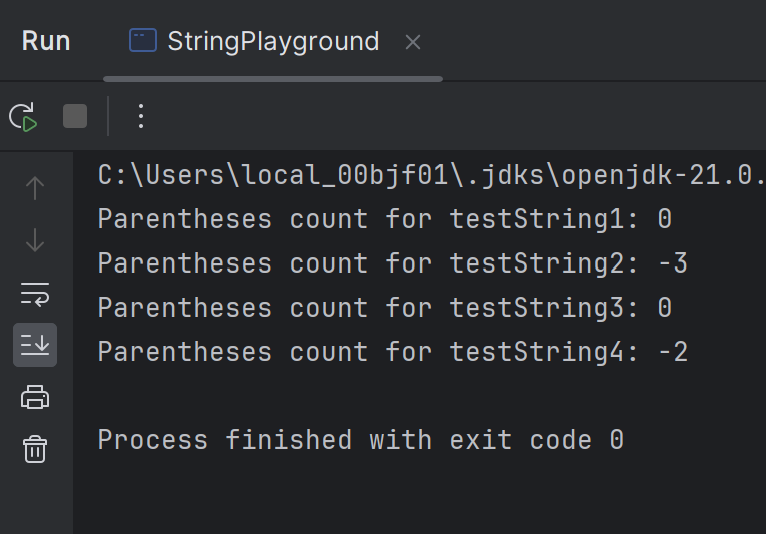 Run
StringPlayground
C:\Users\local_00bjf01\.jdks\openjdk-21.0.
Parentheses count for testString1: 0
Parentheses count for testString2: -3
Parentheses count for testString3: 0
Parentheses count for testString4: -2
Process finished with exit code 0